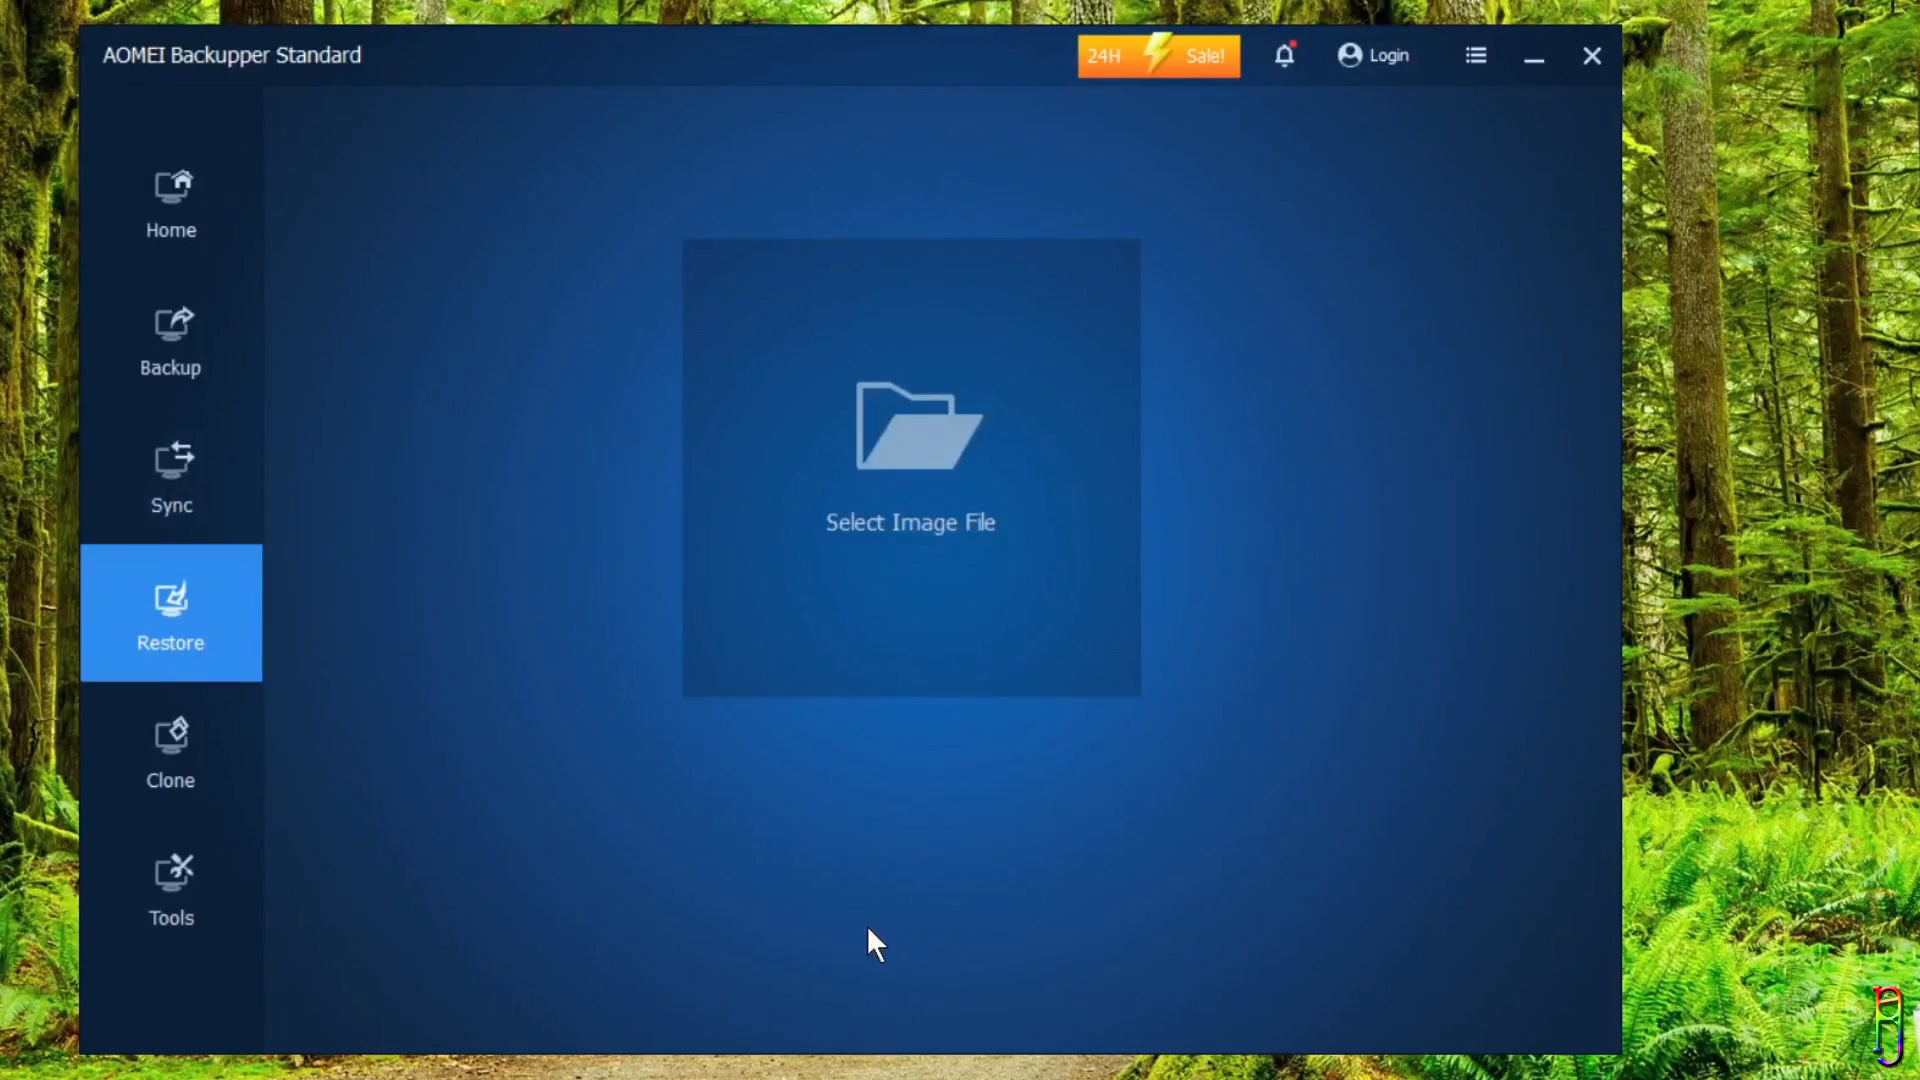 AOMEI Backupper Standard
24H Sale!
Login
Home
Backup
Sync
Restore
Clone
Tools
Select Image File